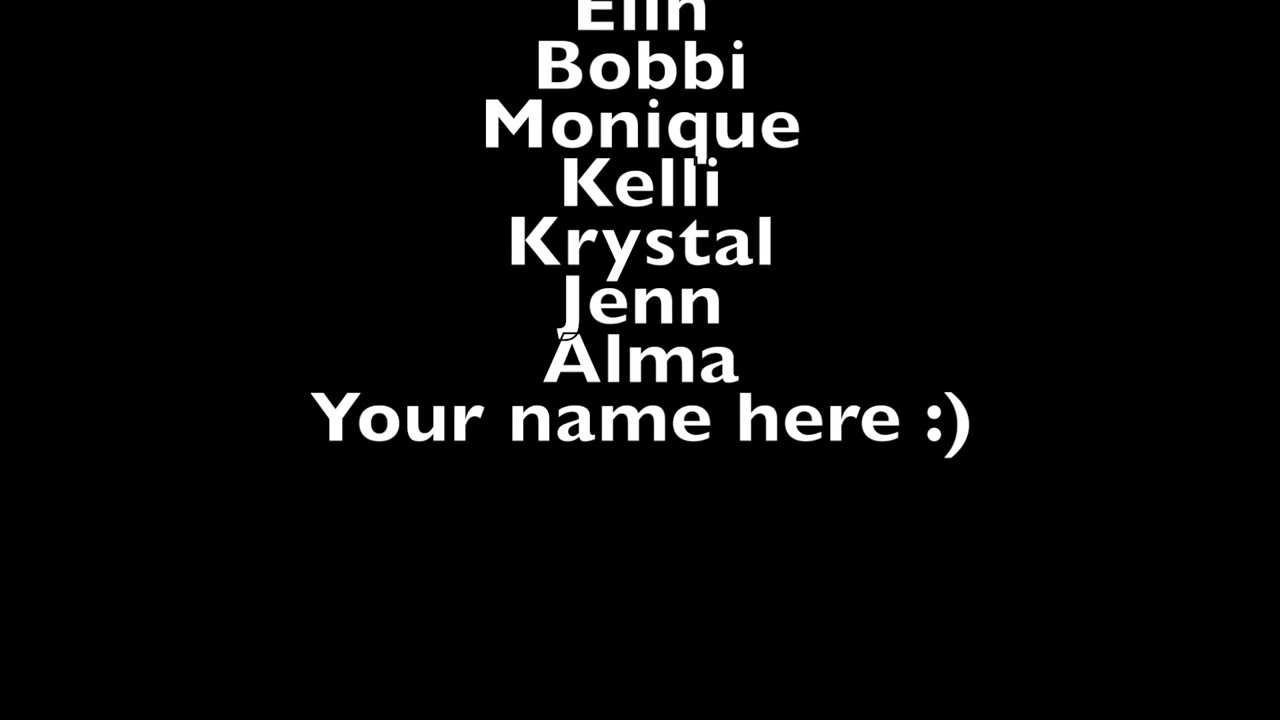 Elin
Bobbi
Monique
Kelli
Krystal
Jenn
Alma
Your name here :)